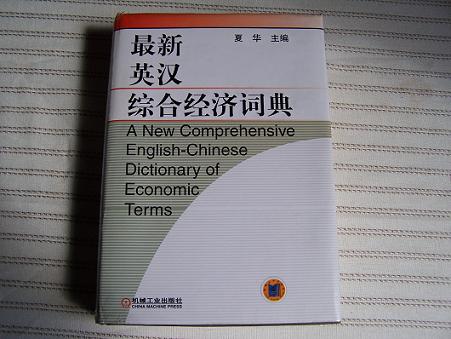 最新
夏 华 主编
英汉
综合经济词典
A New Comprehensive
English-Chinese
Dictionary of
Economic
Terms
机械工业出版社
CHINA MACHINE PRESS